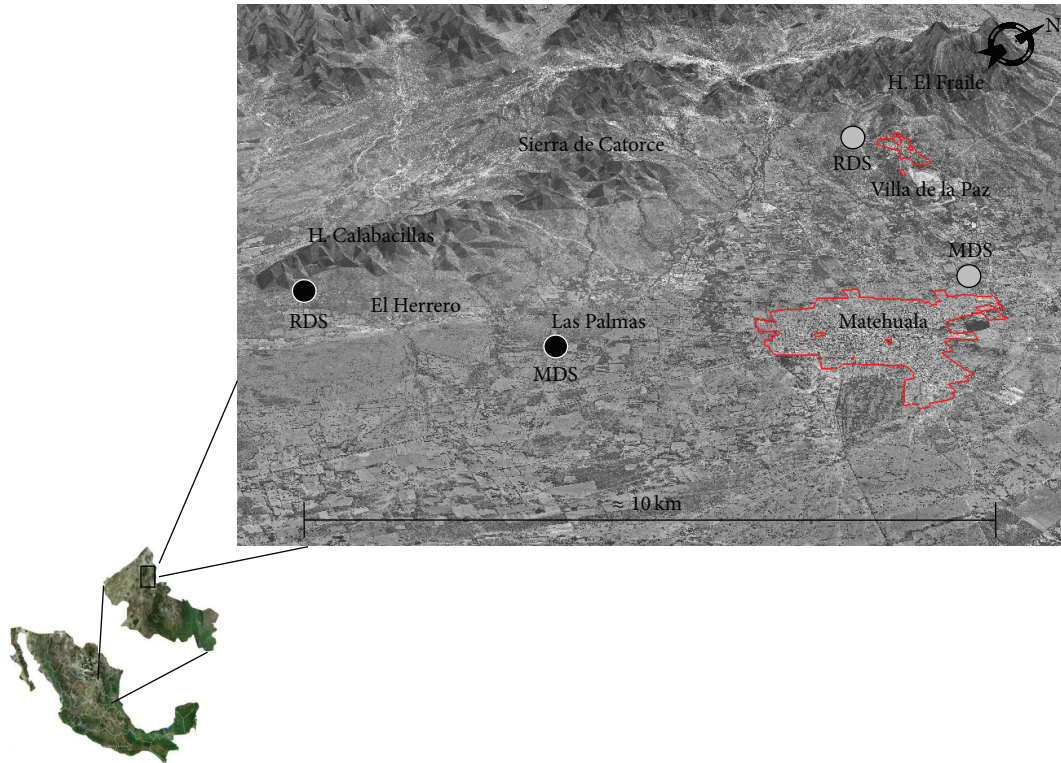 N
H. El Fraile
Sierra de Catorce
RDS
Villa de la Paz
H. Calabacillas
MDS
El Herrero
RDS
Las Palmas
Matehuala
MDS
≈ 10 km